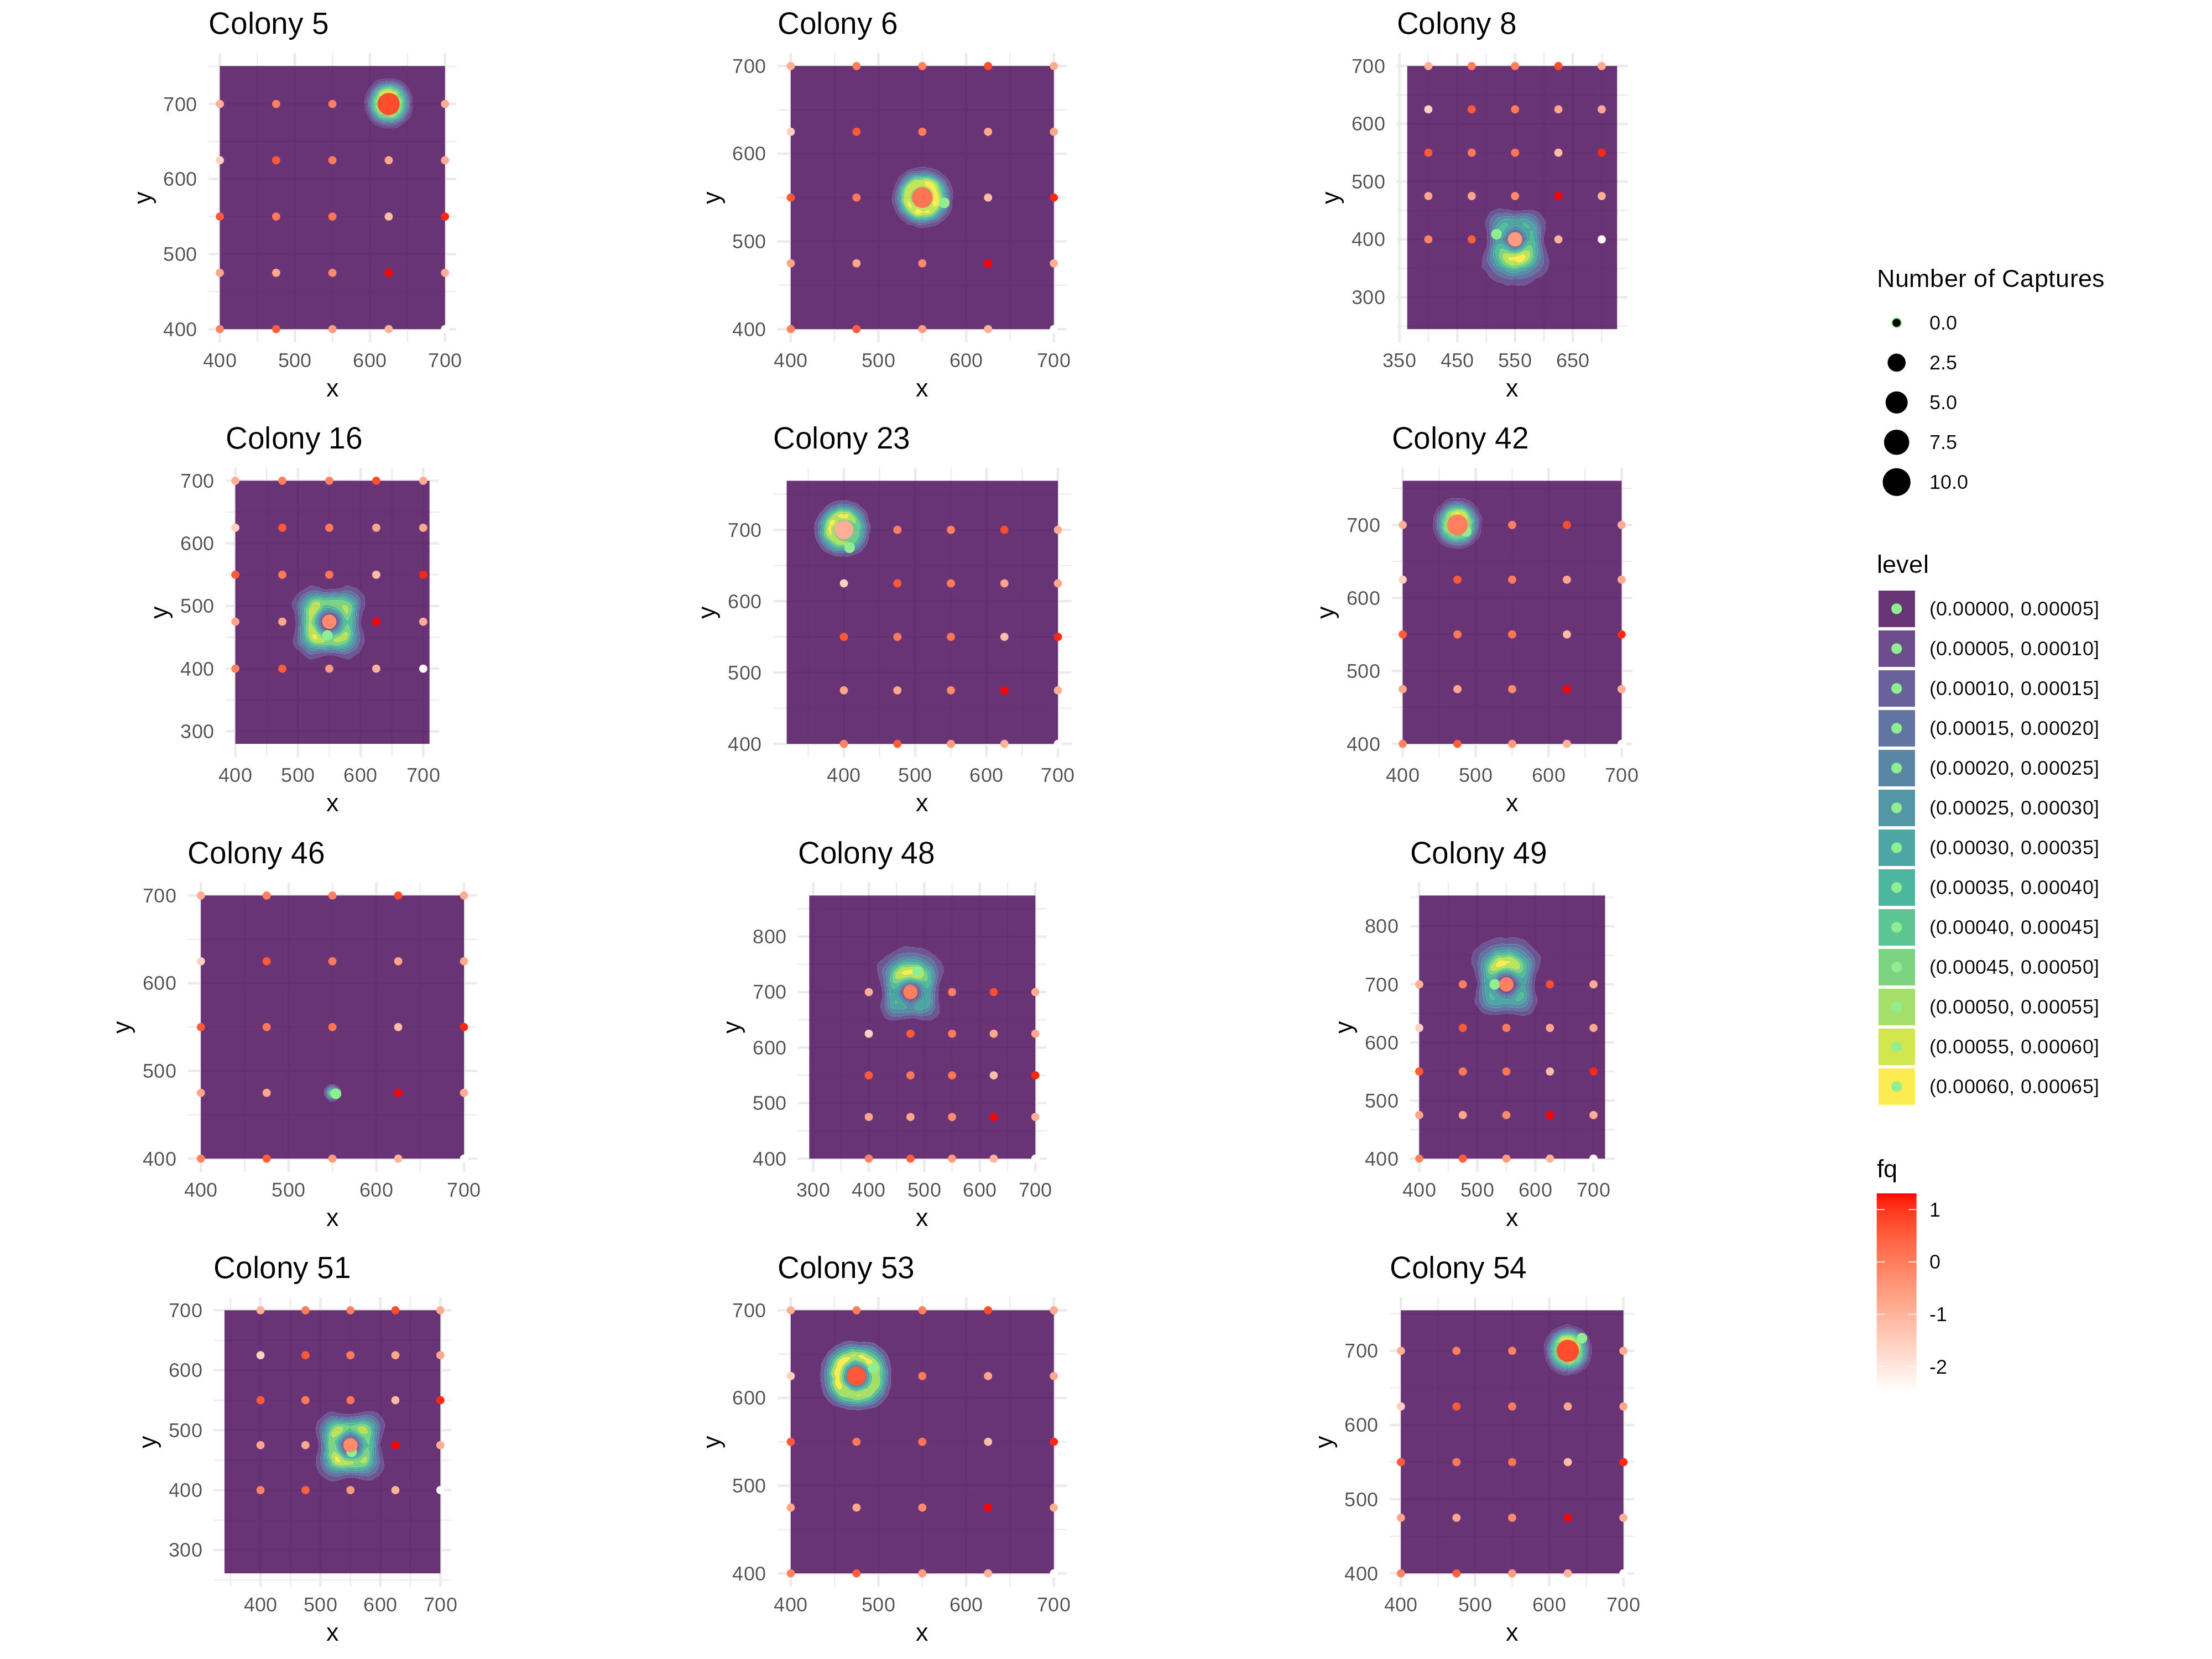 Colony 5
Colony 6
Colony 8
700
600
500
400
y
400 500 600 700
x
700
600
500
400
y
400 500 600 700
x
700
600
500
400
300
y
350 450 550 650
x
Colony 16
Colony 23
Colony 42
700
600
500
400
300
y
400 500 600 700
x
700
600
500
400
y
400 500 600 700
x
700
600
500
400
y
400 500 600 700
x
Colony 46
Colony 48
Colony 49
700
600
500
400
y
400 500 600 700
x
800
700
600
500
400
y
300 400 500 600 700
x
800
700
600
500
400
y
400 500 600 700
x
Colony 51
Colony 53
Colony 54
700
600
500
400
300
y
400 500 600 700
x
700
600
500
400
y
400 500 600 700
x
700
600
500
400
y
400 500 600 700
x
Number of Captures
0.0
2.5
5.0
7.5
10.0
level
(0.00000, 0.00005]
(0.00005, 0.00010]
(0.00010, 0.00015]
(0.00015, 0.00020]
(0.00020, 0.00025]
(0.00025, 0.00030]
(0.00030, 0.00035]
(0.00035, 0.00040]
(0.00040, 0.00045]
(0.00045, 0.00050]
(0.00050, 0.00055]
(0.00055, 0.00060]
(0.00060, 0.00065]
fq
1
0
-1
-2